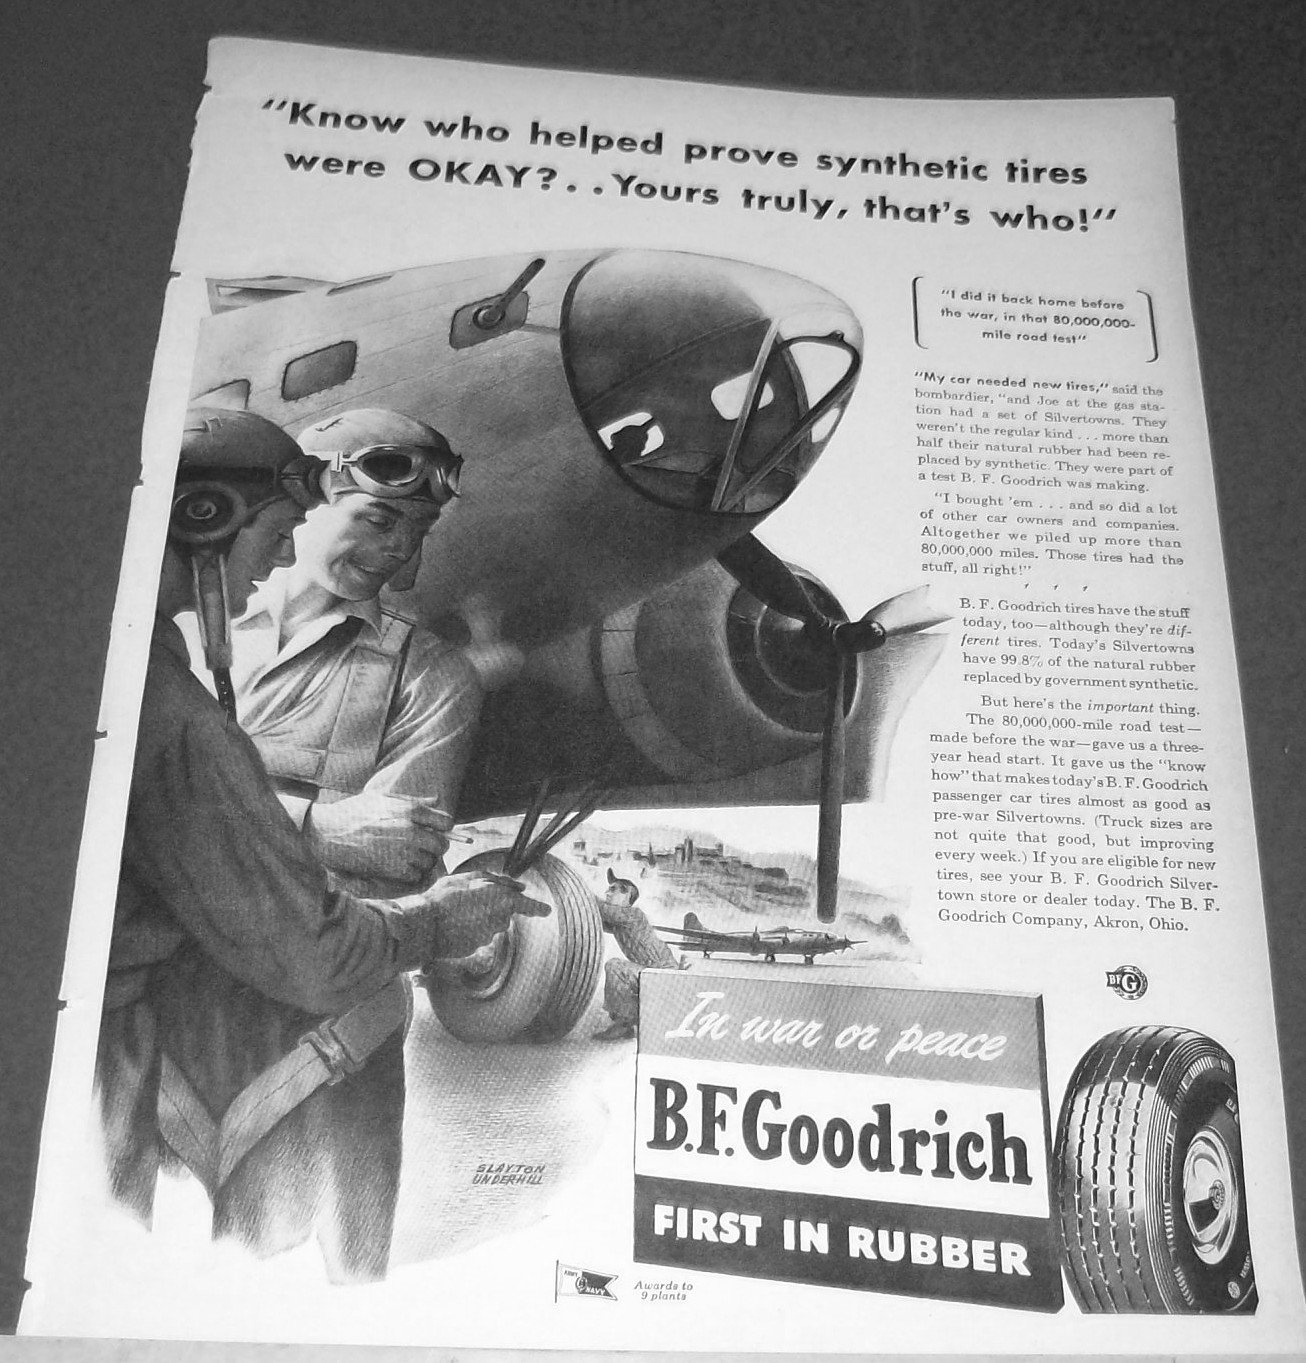 "Know who helped prove synthetic tires
were OKAY?...Yours truly, that's who!"
"I did it back home before
the war, in that 80,000,000-
mile road test"
"My car needed new tires," said the
bombardier, "and Joe at the gas sta-
tion had a set of Silvertowns. They
weren't the regular kind . . . more than
half their natural rubber had been re-
placed by synthetic. They were part of
a test B. F. Goodrich was making.
"I bought 'em . . . and so did a lot
of other car owners and companies.
Altogether we piled up more than
80,000,000 miles. Those tires had the
stuff, all right!"
B. F. Goodrich tires have the stuff
today, too—although they're dif-
ferent tires. Today's Silvertowns
have 99.8% of the natural rubber
replaced by government synthetic.
But here's the important thing.
The 80,000,000-mile road test—
made before the war—gave us a three-
year head start. It gave us the "know
how" that makes today's B. F. Goodrich
passenger car tires almost as good as
pre-war Silvertowns. (Truck sizes are
not quite that good, but improving
every week.) If you are eligible for new
tires, see your B. F. Goodrich Silver-
town store or dealer today. The B. F.
Goodrich Company, Akron, Ohio.
BFG
In war or peace
B.F. Goodrich
FIRST IN RUBBER
SLAYTON
UNDERHILL
ARMY
E
NAVY
Awards to
9 plants